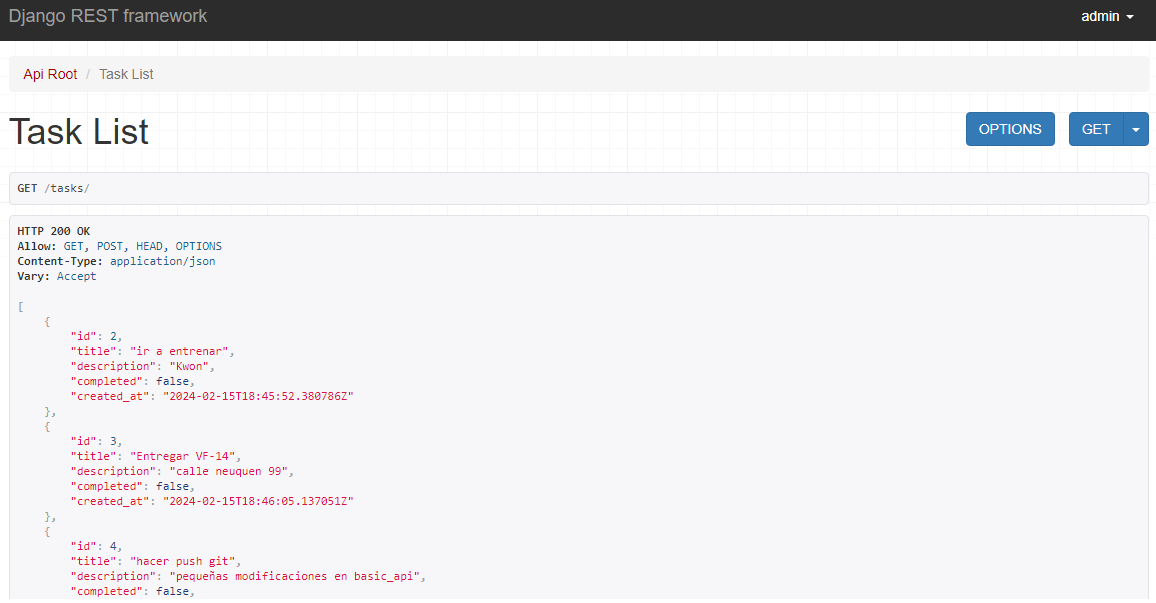 Django REST framework
admin
Api Root / Task List
Task List
OPTIONS
GET
GET /tasks/
HTTP 200 OK
Allow: GET, POST, HEAD, OPTIONS
Content-Type: application/json
Vary: Accept
[
    {
        "id": 2,
        "title": "ir a entrenar",
        "description": "Kwon",
        "completed": false,
        "created_at": "2024-02-15T18:45:52.380786Z"
    },
    {
        "id": 3,
        "title": "Entregar VF-14",
        "description": "calle neuquen 99",
        "completed": false,
        "created_at": "2024-02-15T18:46:05.137051Z"
    },
    {
        "id": 4,
        "title": "hacer push git",
        "description": "pequeñas modificaciones en basic_api",
        "completed": false,